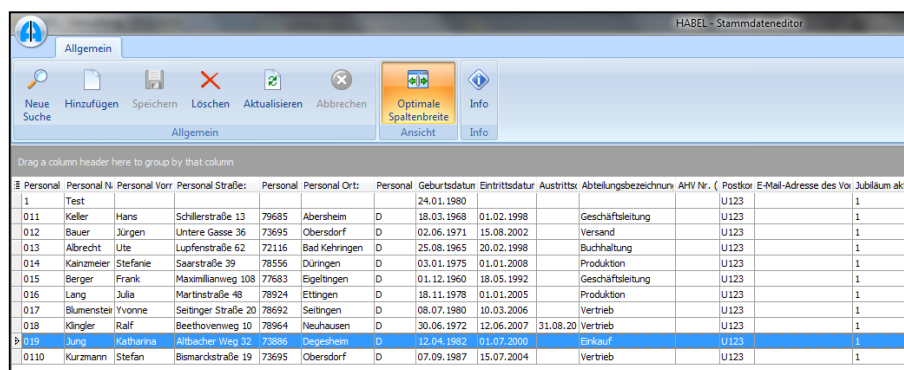 HABEL - Stammdateneditor
Allgemein
Neue Suche Hinzufügen Speichern Löschen Aktualisieren Abbrechen Optimale Spaltenbreite Info
Allgemein Ansicht Info
Drag a column header here to group by that column
Personal Personal N Personal Vorr Personal Straße: Personal Personal Ort: Personal Geburtsdatum Eintrittsdatur Austrittsc Abteilungsbezeichnung AHV Nr. ( Postkor E-Mail-Adresse des Vor Jubiläum akt
1 Test 24.01.1980 U123 1
011 Keller Hans Schillerstraße 13 79685 Abersheim D 18.03.1968 01.02.1998 Geschäftsleitung U123 1
012 Bauer Jürgen Untere Gasse 36 73695 Obersdorf D 02.06.1971 15.08.2002 Versand U123 1
013 Albrecht Ute Lupfenstraße 62 72116 Bad Kehringen D 25.08.1965 20.02.1998 Buchhaltung U123 1
014 Kainzmeier Stefanie Saarstraße 39 78556 Düringen D 03.01.1975 01.01.2008 Produktion U123 1
015 Berger Frank Maximillianweg 108 77683 Eigeltingen D 01.12.1960 18.05.1992 Geschäftsleitung U123 1
016 Lang Julia Martinstraße 48 78924 Ettingen D 18.11.1978 01.01.2005 Produktion U123 1
017 Blumenstein Yvonne Seitinger Straße 20 78692 Seitingen D 08.07.1980 10.03.2006 Vertrieb U123 1
018 Klingler Ralf Beethovenweg 10 78964 Neuhausen D 30.06.1972 12.06.2007 31.08.20 Vertrieb U123 1
019 Jung Katharina Altbacher Weg 32 73886 Degesheim D 12.04.1982 01.07.2000 Einkauf U123 1
0110 Kurzmann Stefan Bismarckstraße 19 73695 Obersdorf D 07.09.1987 15.07.2004 Vertrieb U123 1